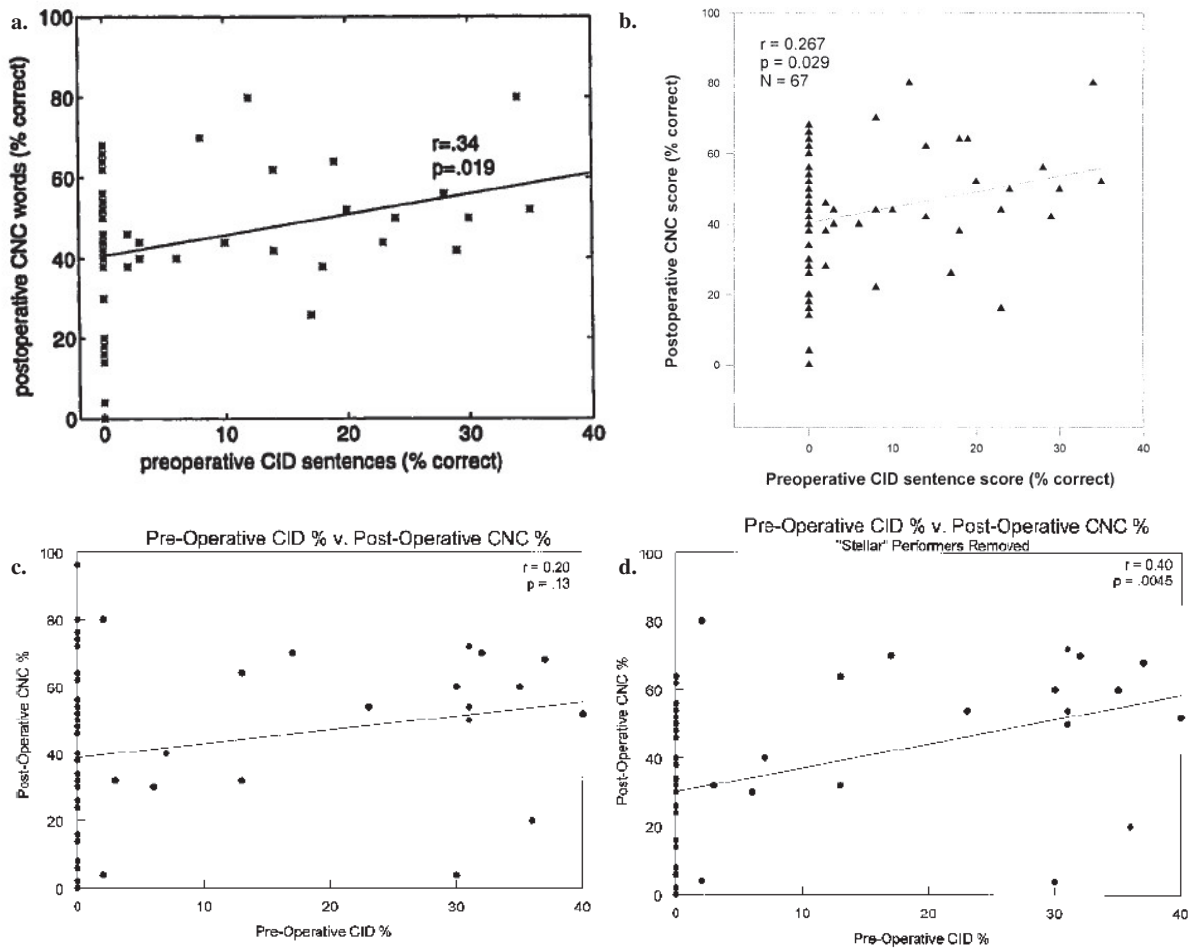 a.
100
80
60
40
20
0
postoperative CNC words (% correct)
r=.34
p=.019
0 10 20 30 40
preoperative CID sentences (% correct)
b.
100
80
60
40
20
0
Postoperative CNC score (% correct)
r = 0.267
p = 0.029
N = 67
0 10 20 30 40
Preoperative CID sentence score (% correct)
c.
Pre-Operative CID % v. Post-Operative CNC %
r = 0.20
p = .13
100
80
60
40
20
0
Post-Operative CNC %
0 10 20 30 40
Pre-Operative CID %
d.
Pre-Operative CID % v. Post-Operative CNC %
"Stellar" Performers Removed
r = 0.40
p = .0045
100
80
60
40
20
0
Post-Operative CNC %
0 10 20 30 40
Pre-Operative CID %